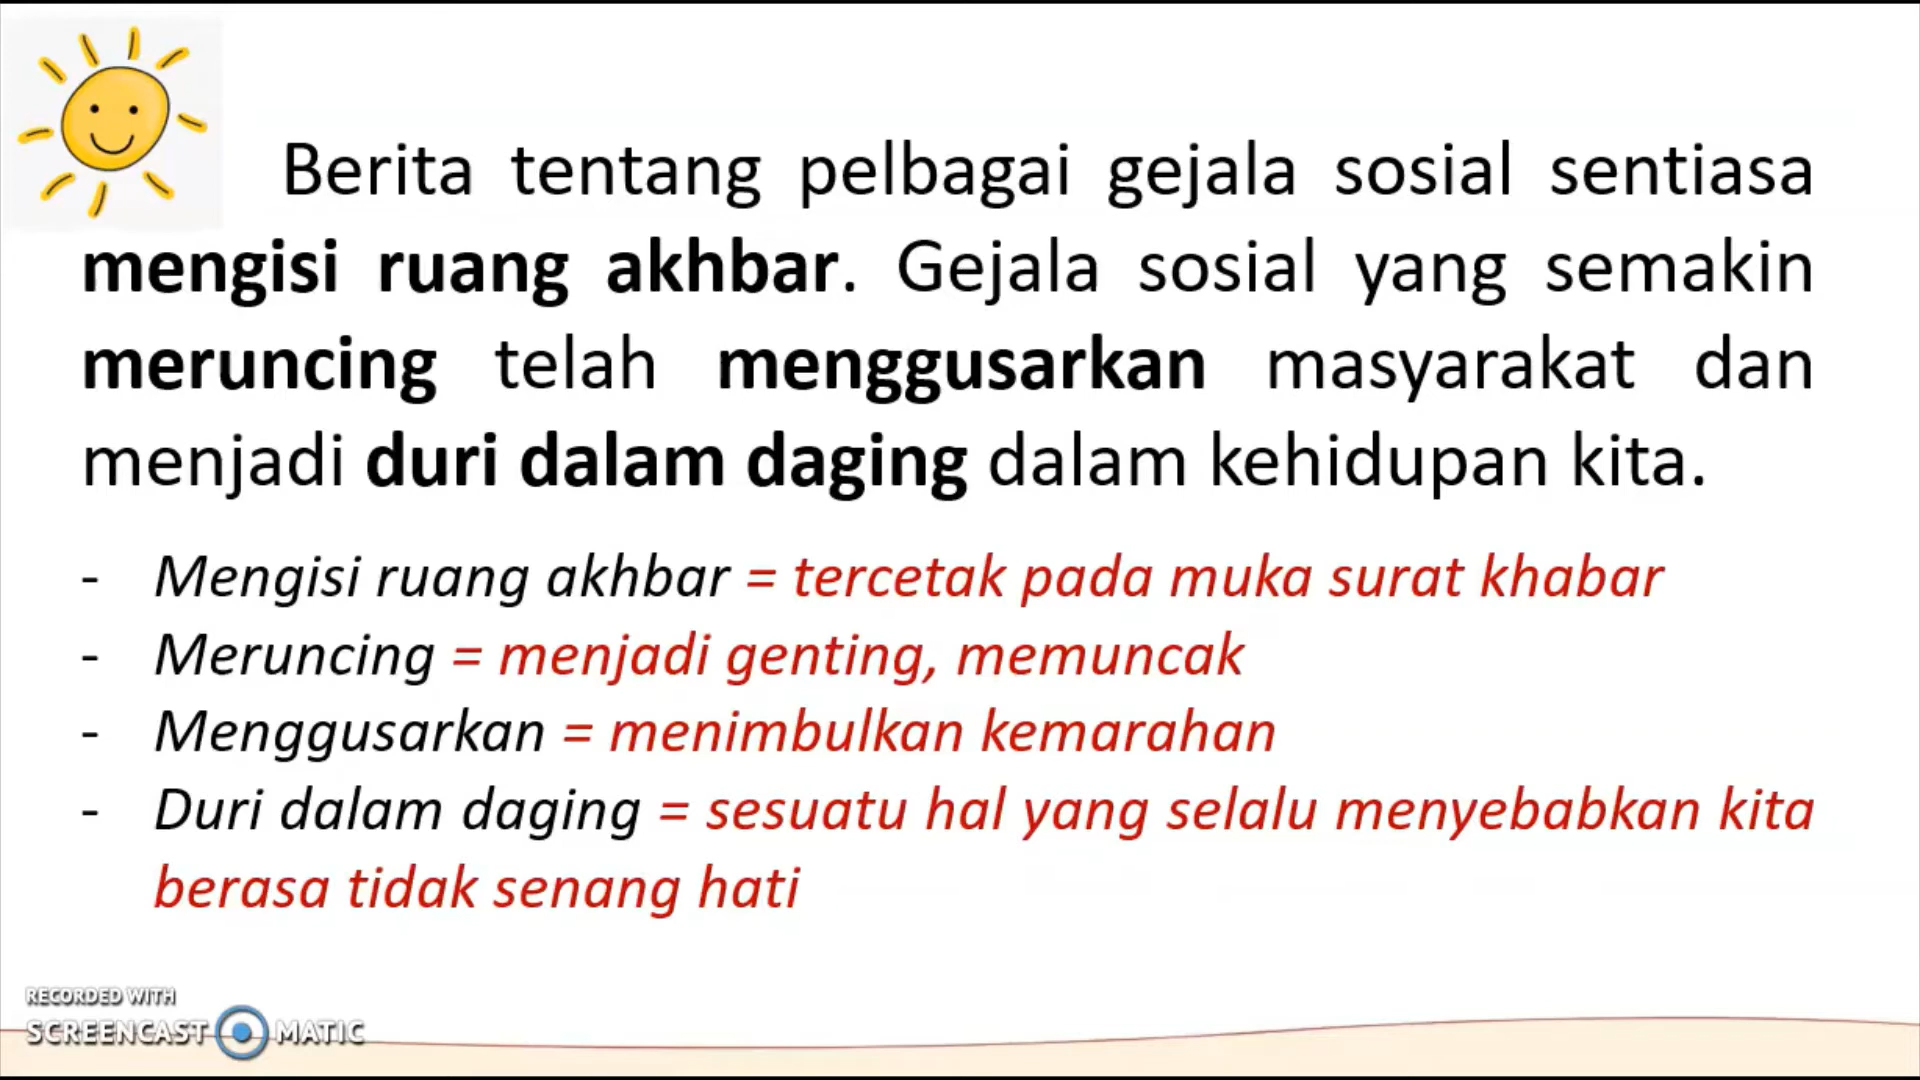 Berita tentang pelbagai gejala sosial sentiasa
mengisi ruang akhbar. Gejala sosial yang semakin
meruncing telah menggusarkan masyarakat dan
menjadi duri dalam daging dalam kehidupan kita.
- Mengisi ruang akhbar = tercetak pada muka surat khabar
- Meruncing = menjadi genting, memuncak
- Menggusarkan = menimbulkan kemarahan
- Duri dalam daging = sesuatu hal yang selalu menyebabkan kita
berasa tidak senang hati
RECORDED WITH
SCREENCAST MATIC